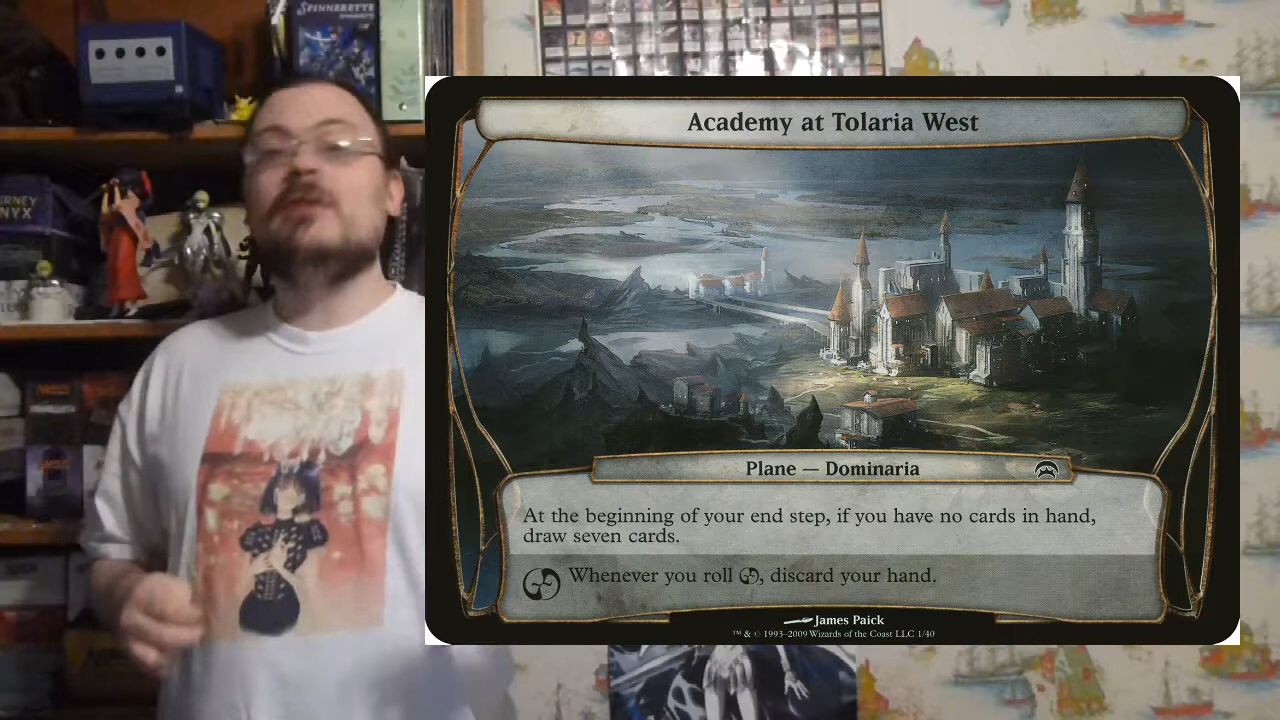 SPINNERETTE
Academy at Tolaria West
Plane — Dominaria
At the beginning of your end step, if you have no cards in hand,
draw seven cards.
Whenever you roll , discard your hand.
James Paick
™ & © 1993–2009 Wizards of the Coast LLC 1/40